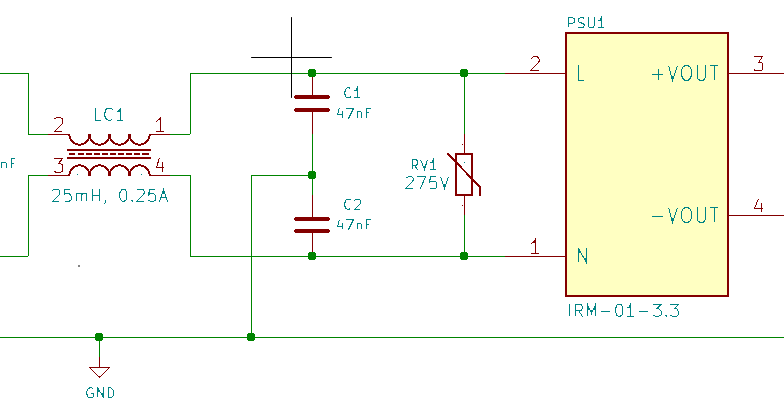 PSU1
2
L
+VOUT
3
C1
47nF
LC1
2
1
nF
3
4
25mH, 0.25A
RV1
275V
C2
47nF
-VOUT
4
1
N
IRM-01-3.3
GND